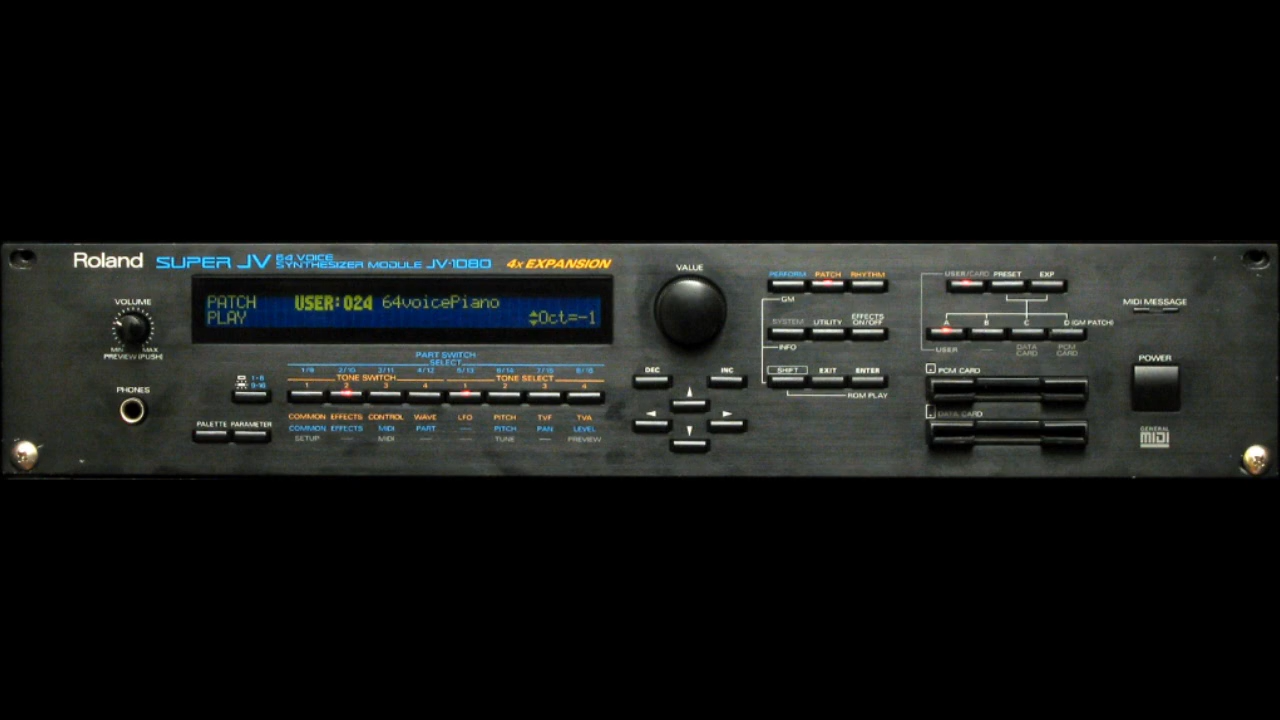 Roland
SUPER JV
64 VOICE
SYNTHESIZER MODULE JV-1080
4x EXPANSION
VOLUME
MIN MAX
PREVIEW (PUSH)
PHONES
PATCH USER:024 64voicePiano
PLAY Oct=-1
PART SWITCH
SELECT
1/9 2/10 3/11 4/12 5/13 6/14 7/15 8/16
TONE SWITCH TONE SELECT
1 2 3 4 1 2 3 4
1-8
9-16
PALETTE PARAMETER
COMMON EFFECTS CONTROL WAVE LFO PITCH TVF TVA
COMMON EFFECTS MIDI PART — PITCH PAN LEVEL
SETUP — MIDI — — TUNE — PREVIEW
VALUE
DEC INC
PERFORM PATCH RHYTHM
GM
SYSTEM UTILITY EFFECTS ON/OFF
INFO
SHIFT EXIT ENTER
ROM PLAY
USER/CARD PRESET EXP
A B C D (GM PATCH)
USER
DATA CARD
PCM CARD
PCM CARD
DATA CARD
MIDI MESSAGE
POWER
GENERAL
MIDI